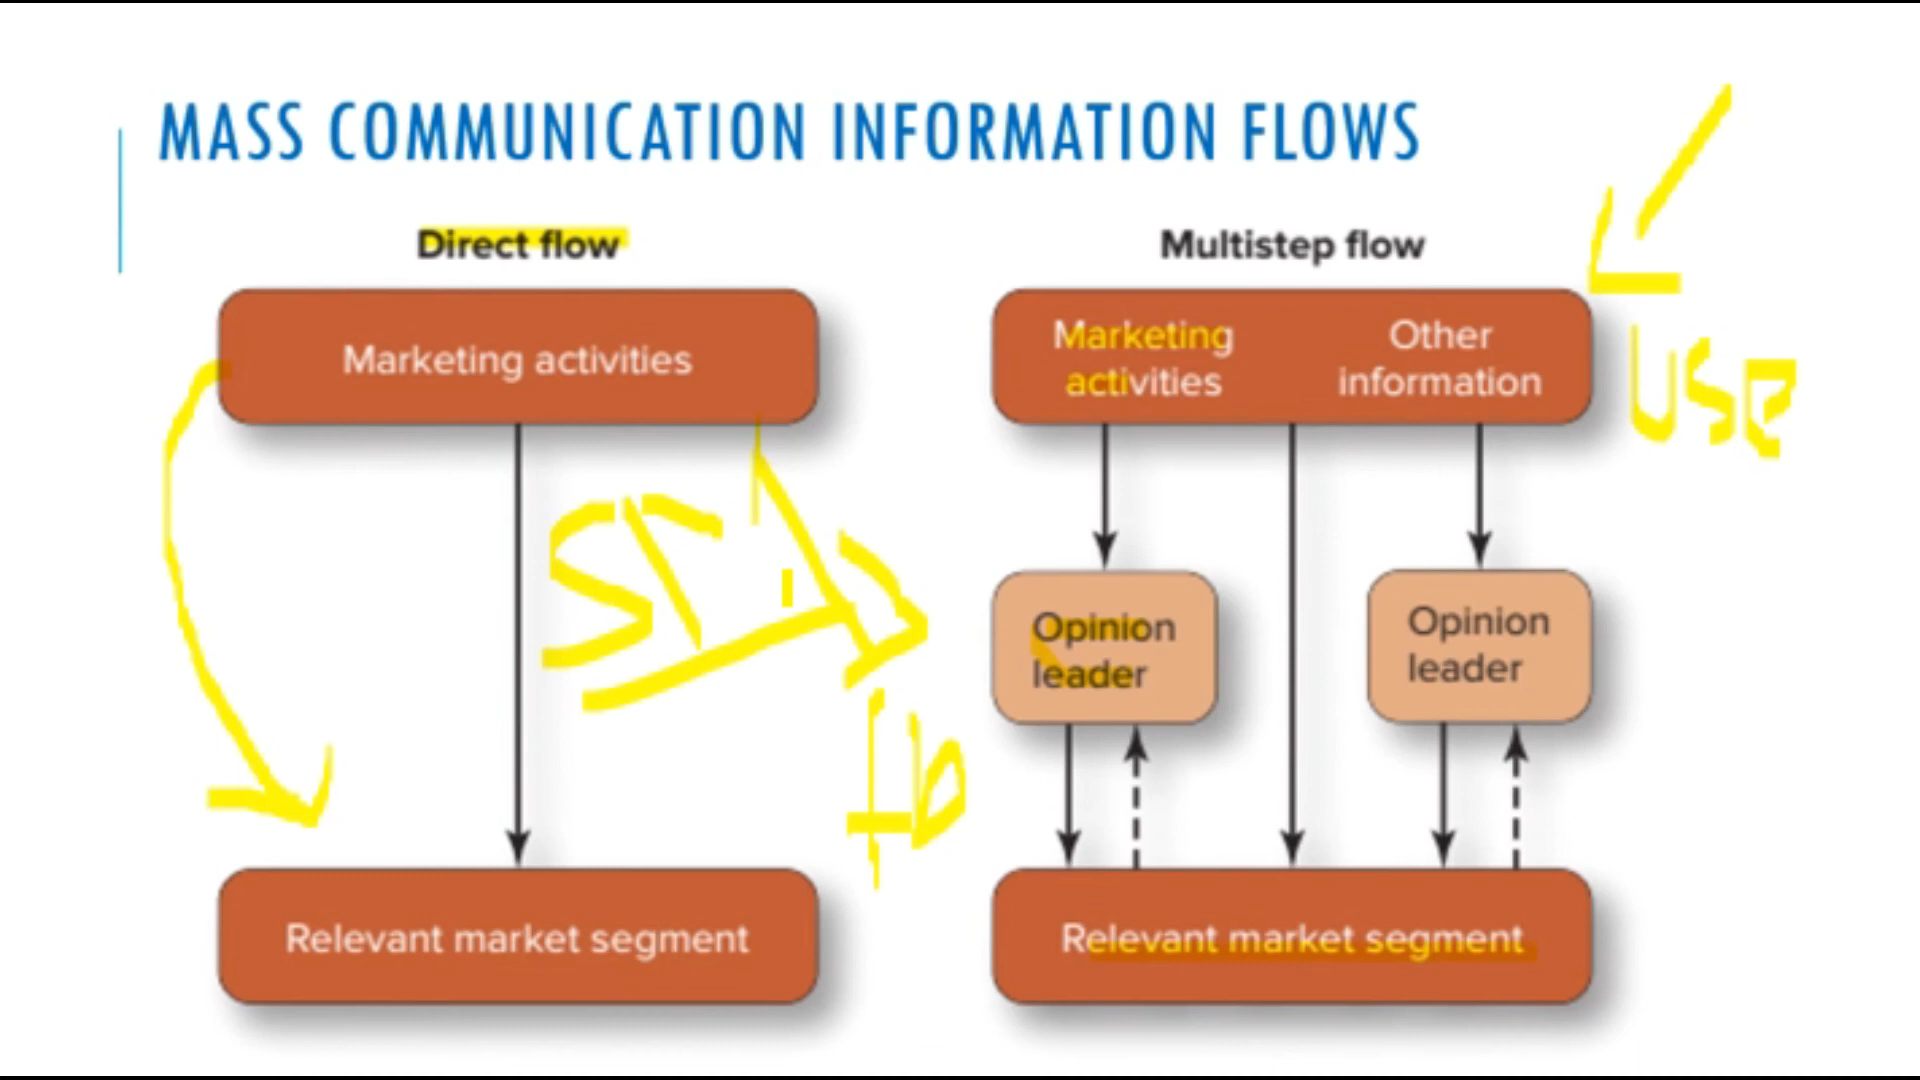 MASS COMMUNICATION INFORMATION FLOWS
Direct flow
Marketing activities
Relevant market segment
Multistep flow
Marketing
activities
Other
information
use
Opinion
leader
Opinion
leader
fb
Relevant market segment